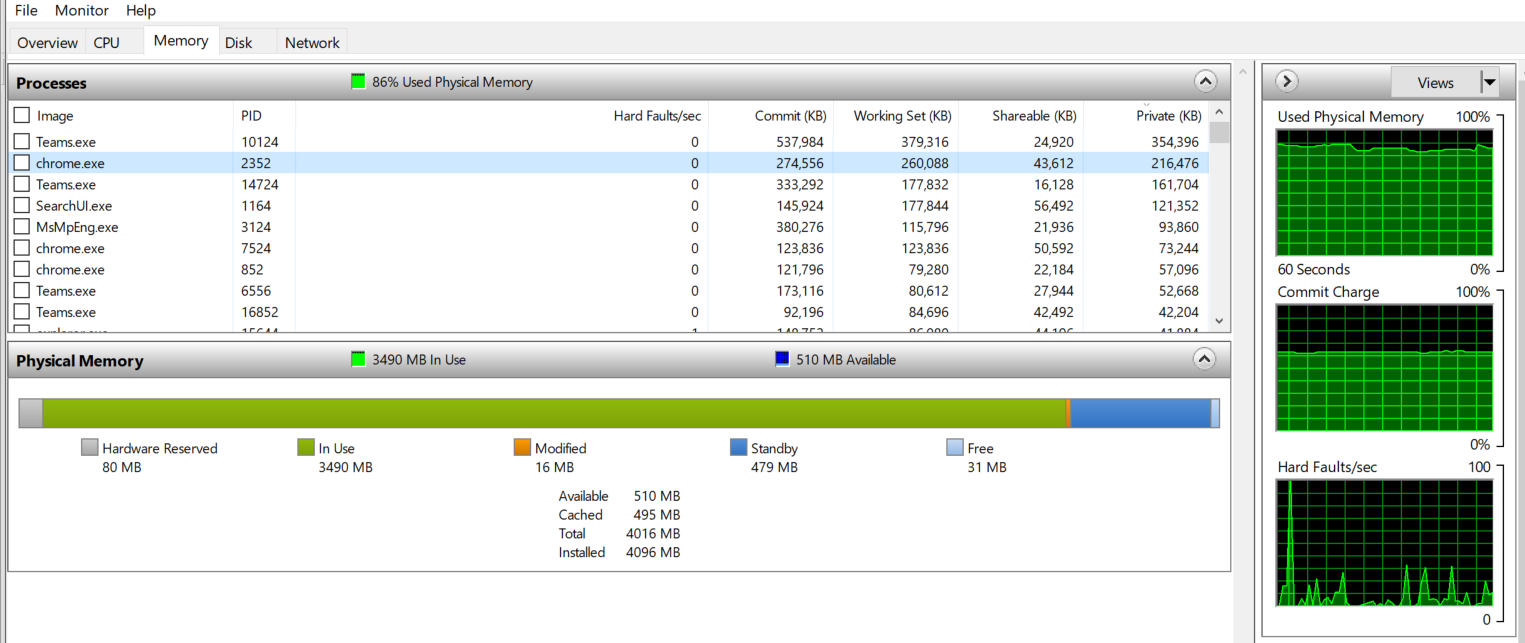 File Monitor Help
Overview CPU Memory Disk Network
Processes 86% Used Physical Memory
Image PID Hard Faults/sec Commit (KB) Working Set (KB) Shareable (KB) Private (KB)
Teams.exe 10124 0 537,984 379,316 24,920 354,396
chrome.exe 2352 0 274,556 260,088 43,612 216,476
Teams.exe 14724 0 333,292 177,832 16,128 161,704
SearchUI.exe 1164 0 145,924 177,844 56,492 121,352
MsMpEng.exe 3124 0 380,276 115,796 21,936 93,860
chrome.exe 7524 0 123,836 123,836 50,592 73,244
chrome.exe 852 0 121,796 79,280 22,184 57,096
Teams.exe 6556 0 173,116 80,612 27,944 52,668
Teams.exe 16852 0 92,196 84,696 42,492 42,204
Physical Memory 3490 MB In Use 510 MB Available
Hardware Reserved In Use Modified Standby Free
80 MB 3490 MB 16 MB 479 MB 31 MB
Available 510 MB
Cached 495 MB
Total 4016 MB
Installed 4096 MB
Views
Used Physical Memory 100%
60 Seconds 0%
Commit Charge 100%
0%
Hard Faults/sec 100
0